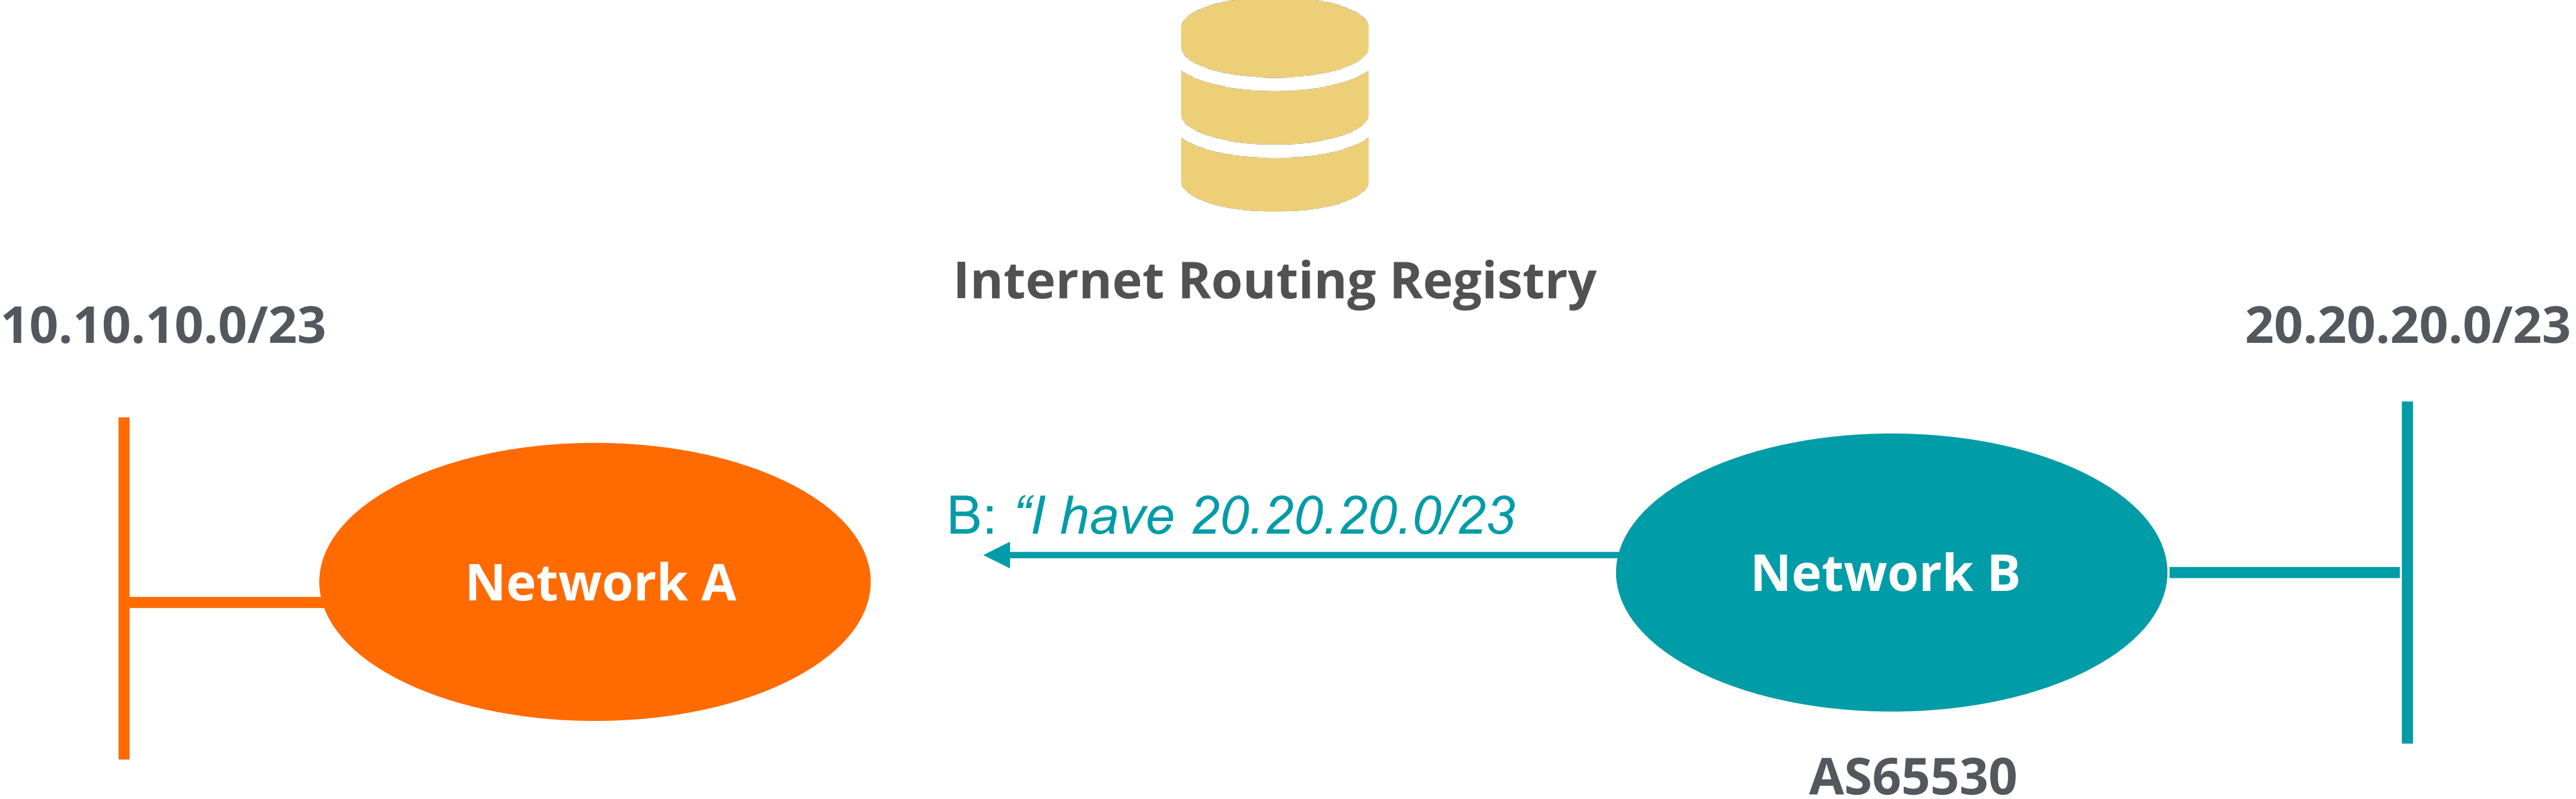 Internet Routing Registry
10.10.10.0/23
20.20.20.0/23
B: “I have 20.20.20.0/23
Network A
Network B
AS65530